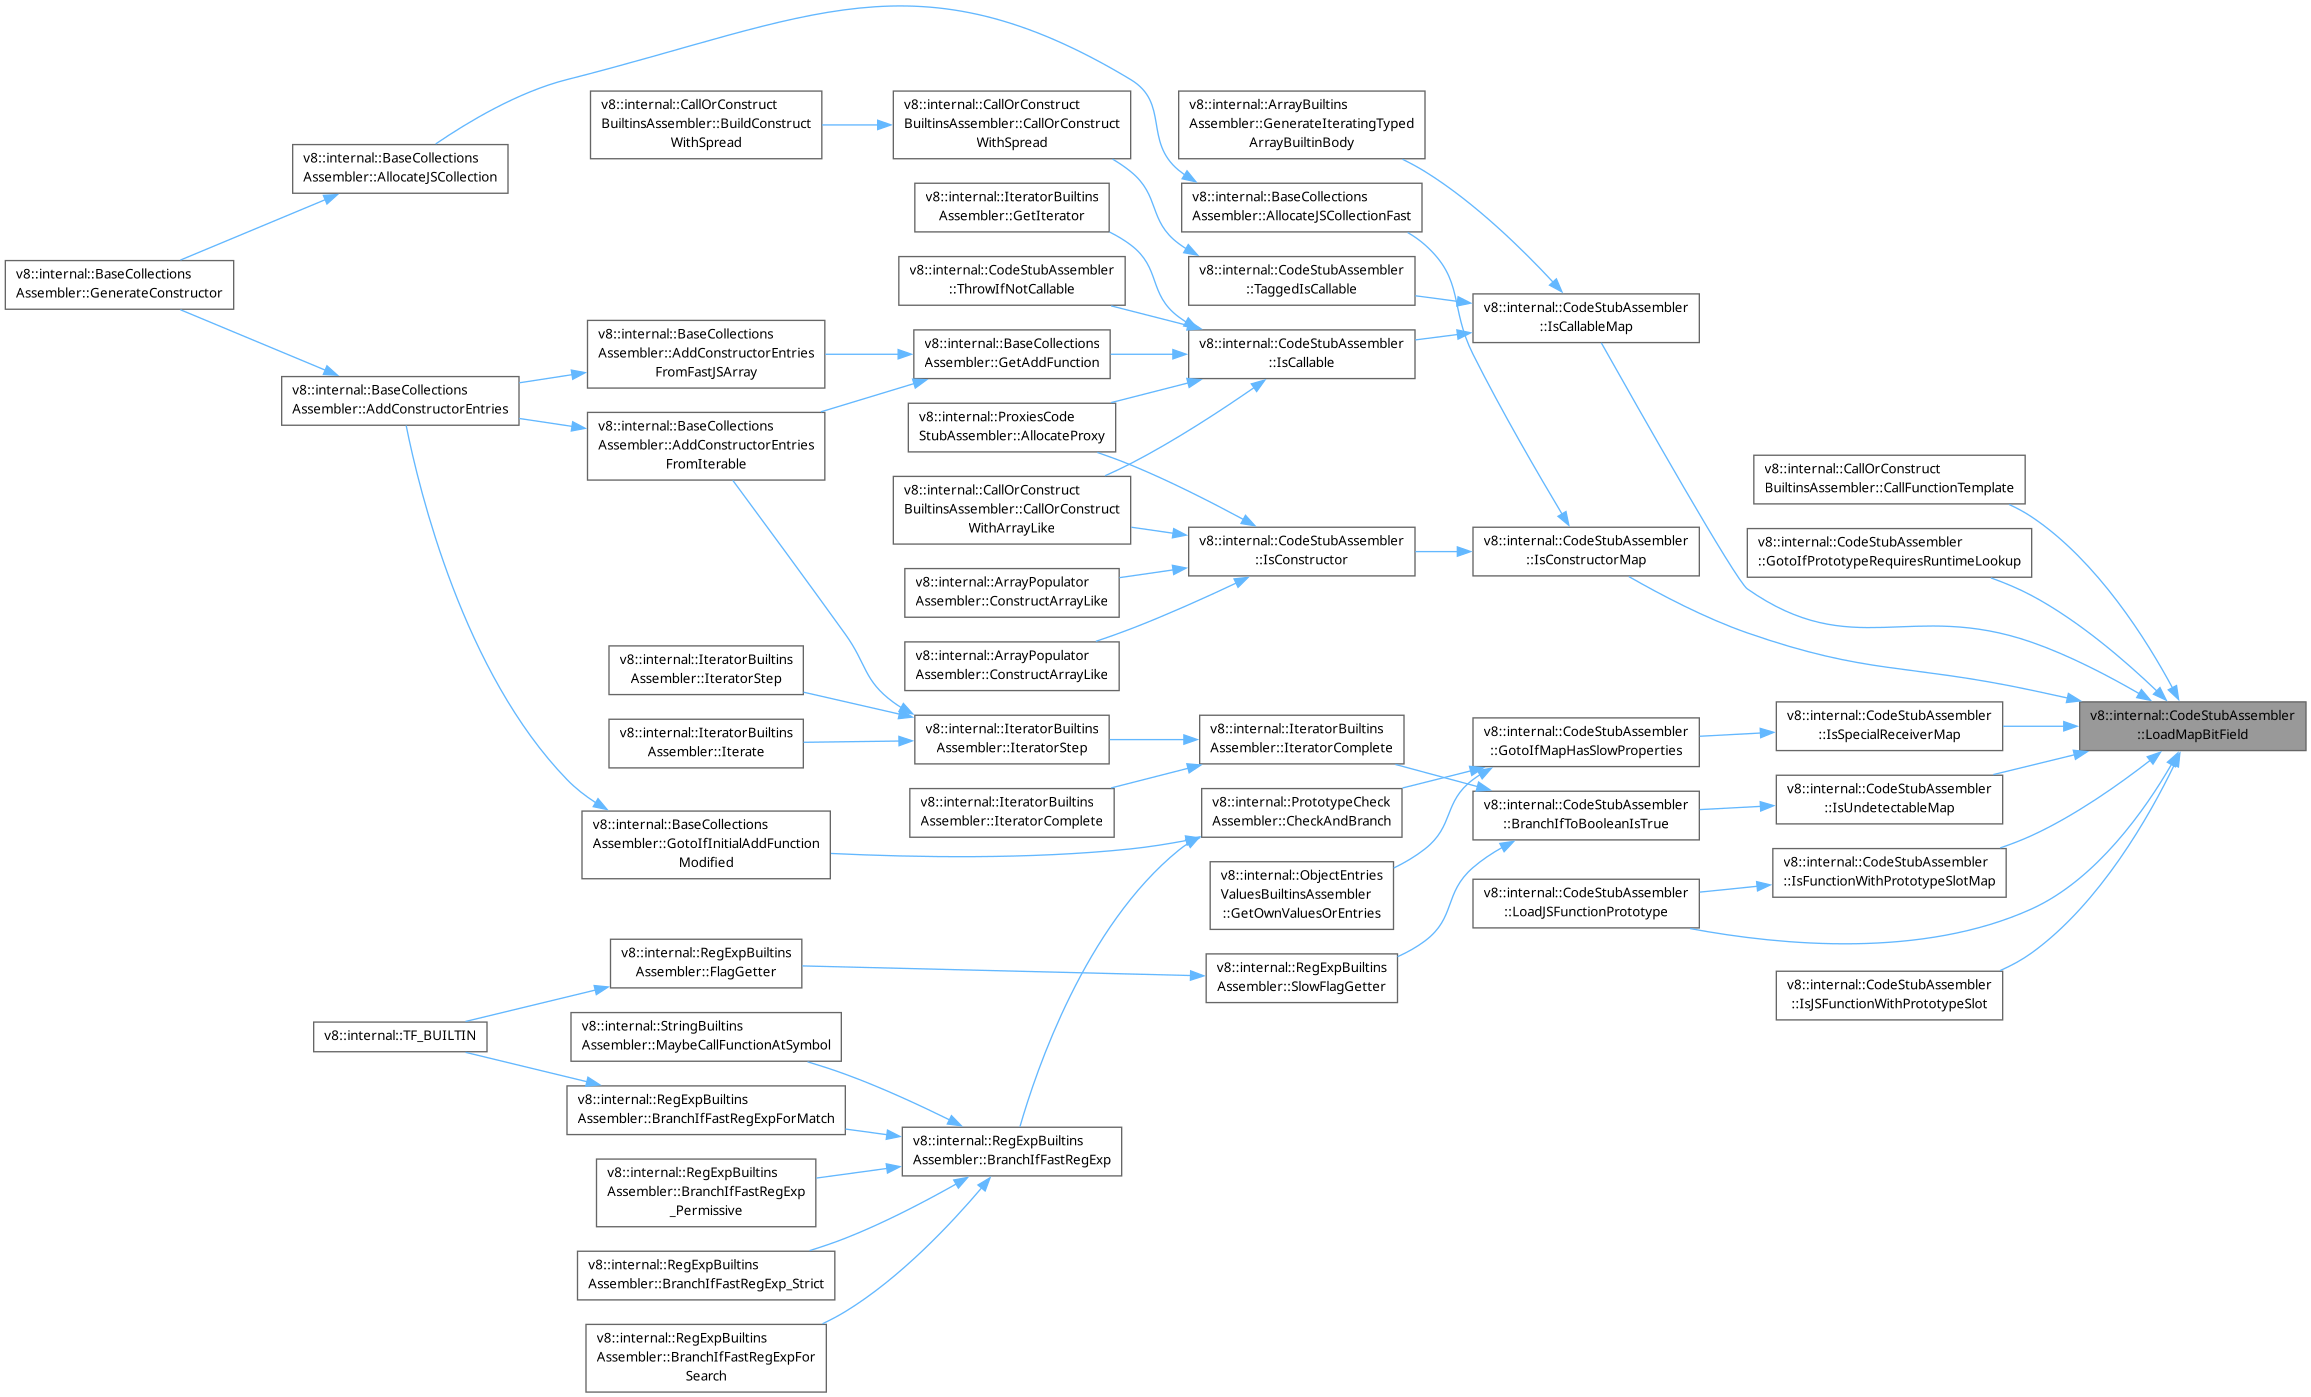 v8::internal::CallOrConstruct
BuiltinsAssembler::BuildConstruct
WithSpread
v8::internal::CallOrConstruct
BuiltinsAssembler::CallOrConstruct
WithSpread
v8::internal::ArrayBuiltins
Assembler::GenerateIteratingTyped
ArrayBuiltinBody
v8::internal::BaseCollections
Assembler::AllocateJSCollection
v8::internal::IteratorBuiltins
Assembler::GetIterator
v8::internal::BaseCollections
Assembler::AllocateJSCollectionFast
v8::internal::BaseCollections
Assembler::GenerateConstructor
v8::internal::CodeStubAssembler
::ThrowIfNotCallable
v8::internal::CodeStubAssembler
::TaggedIsCallable
v8::internal::CodeStubAssembler
::IsCallableMap
v8::internal::BaseCollections
Assembler::AddConstructorEntries
FromFastJSArray
v8::internal::BaseCollections
Assembler::GetAddFunction
v8::internal::CodeStubAssembler
::IsCallable
v8::internal::BaseCollections
Assembler::AddConstructorEntries
v8::internal::BaseCollections
Assembler::AddConstructorEntries
FromIterable
v8::internal::ProxiesCode
StubAssembler::AllocateProxy
v8::internal::CallOrConstruct
BuiltinsAssembler::CallFunctionTemplate
v8::internal::CallOrConstruct
BuiltinsAssembler::CallOrConstruct
WithArrayLike
v8::internal::CodeStubAssembler
::IsConstructor
v8::internal::CodeStubAssembler
::IsConstructorMap
v8::internal::CodeStubAssembler
::GotoIfPrototypeRequiresRuntimeLookup
v8::internal::ArrayPopulator
Assembler::ConstructArrayLike
v8::internal::ArrayPopulator
Assembler::ConstructArrayLike
v8::internal::IteratorBuiltins
Assembler::IteratorStep
v8::internal::IteratorBuiltins
Assembler::Iterate
v8::internal::IteratorBuiltins
Assembler::IteratorStep
v8::internal::IteratorBuiltins
Assembler::IteratorComplete
v8::internal::CodeStubAssembler
::GotoIfMapHasSlowProperties
v8::internal::CodeStubAssembler
::IsSpecialReceiverMap
v8::internal::CodeStubAssembler
::LoadMapBitField
v8::internal::IteratorBuiltins
Assembler::IteratorComplete
v8::internal::PrototypeCheck
Assembler::CheckAndBranch
v8::internal::CodeStubAssembler
::BranchIfToBooleanIsTrue
v8::internal::CodeStubAssembler
::IsUndetectableMap
v8::internal::BaseCollections
Assembler::GotoIfInitialAddFunction
Modified
v8::internal::ObjectEntries
ValuesBuiltinsAssembler
::GetOwnValuesOrEntries
v8::internal::CodeStubAssembler
::LoadJSFunctionPrototype
v8::internal::CodeStubAssembler
::IsFunctionWithPrototypeSlotMap
v8::internal::RegExpBuiltins
Assembler::FlagGetter
v8::internal::RegExpBuiltins
Assembler::SlowFlagGetter
v8::internal::CodeStubAssembler
::IsJSFunctionWithPrototypeSlot
v8::internal::TF_BUILTIN
v8::internal::StringBuiltins
Assembler::MaybeCallFunctionAtSymbol
v8::internal::RegExpBuiltins
Assembler::BranchIfFastRegExpForMatch
v8::internal::RegExpBuiltins
Assembler::BranchIfFastRegExp
v8::internal::RegExpBuiltins
Assembler::BranchIfFastRegExp
_Permissive
v8::internal::RegExpBuiltins
Assembler::BranchIfFastRegExp_Strict
v8::internal::RegExpBuiltins
Assembler::BranchIfFastRegExpFor
Search